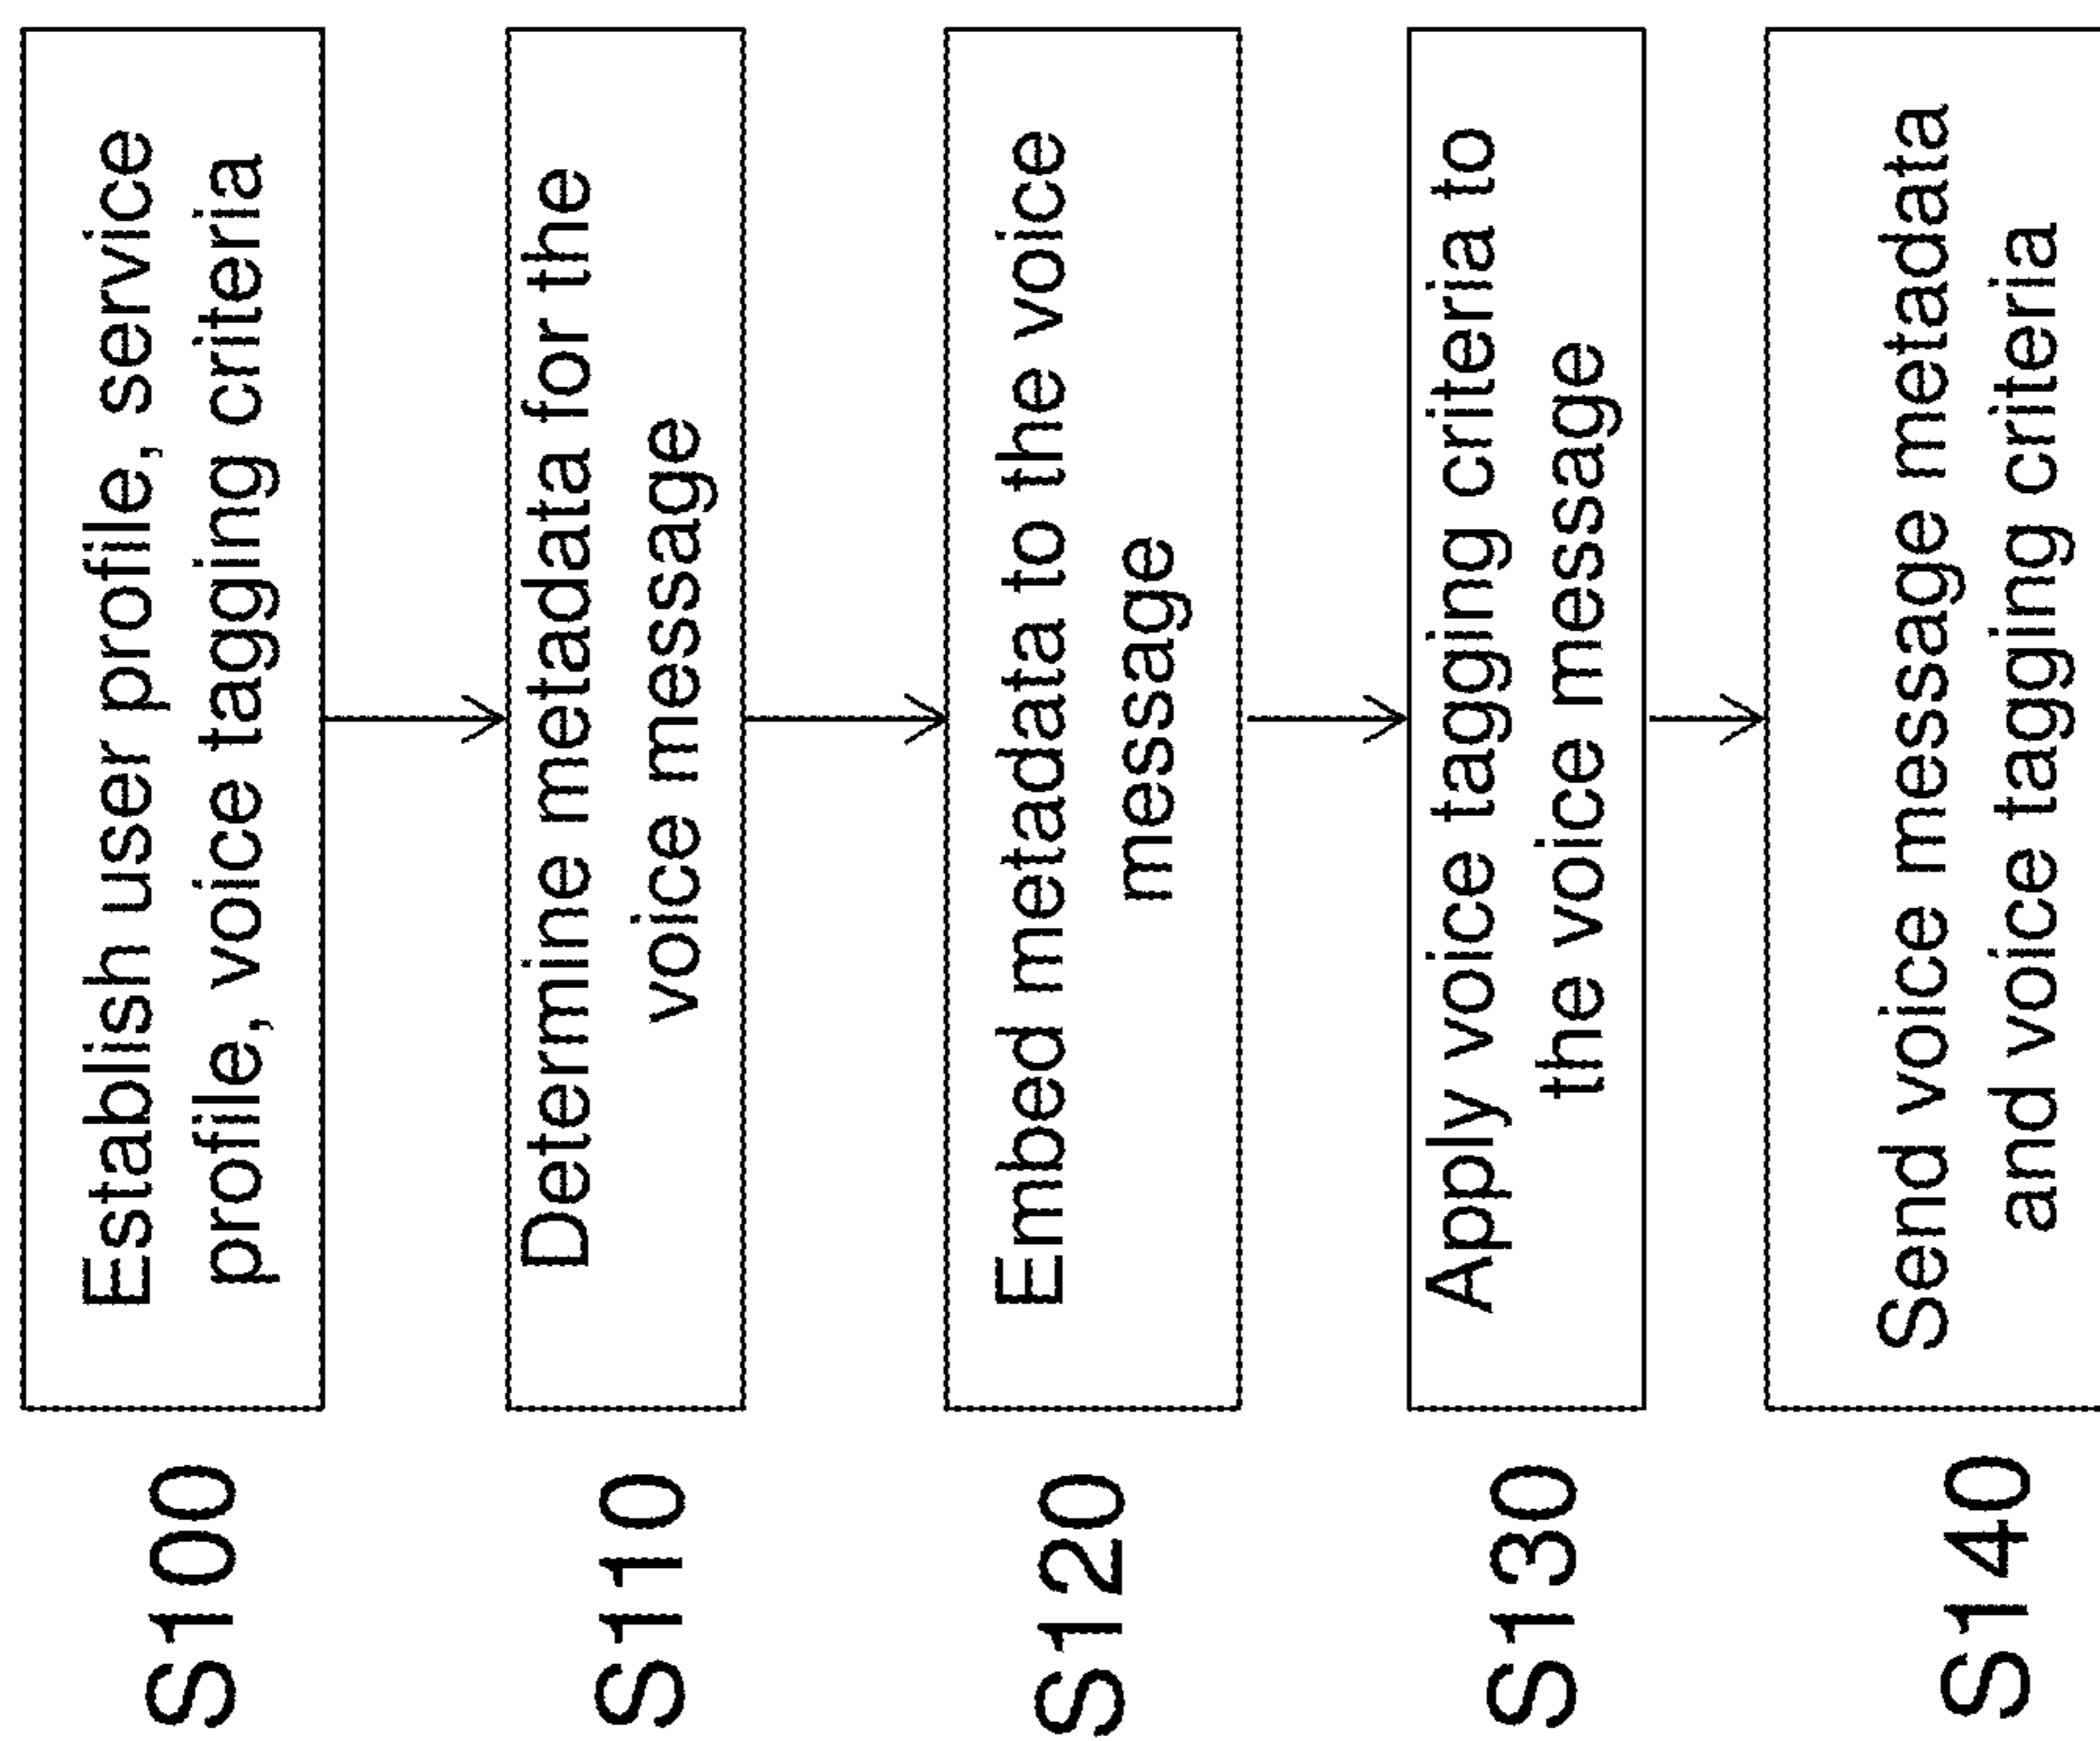 S100
Establish user profile, service
profile, voice tagging criteria
S110
Determine metadata for the
voice message
S120
Embed metadata to the voice
message
S130
Apply voice tagging criteria to
the voice message
S140
Send voice message metadata
and voice tagging criteria